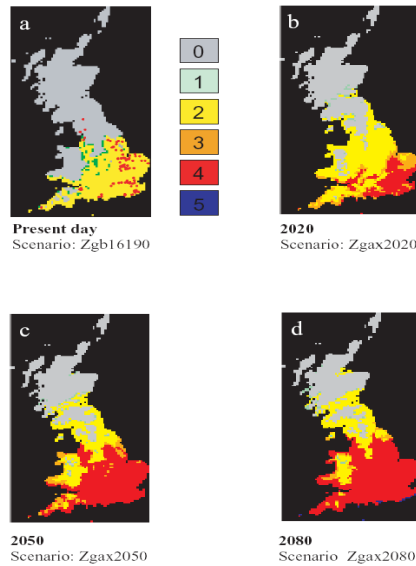 a
0
1
2
3
4
5
b
Present day
Scenario: Zgb16190
2020
Scenario: Zgax2020
c
d
2050
Scenario: Zgax2050
2080
Scenario Zgax2080